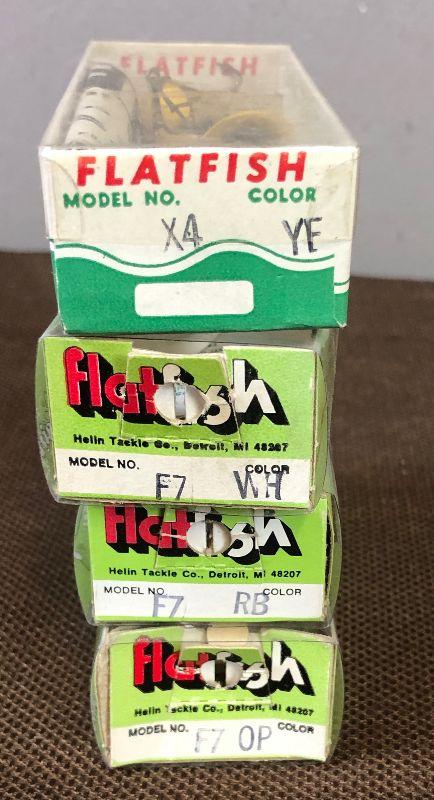 FLATFISH
FLATFISH
MODEL NO. COLOR
X4 YE
flatfish
Helin Tackle Co., Detroit, MI 48207
MODEL NO. COLOR
F7 WH
flatfish
Helin Tackle Co., Detroit, MI 48207
MODEL NO. COLOR
F7 RB
flatfish
Helin Tackle Co., Detroit, MI 48207
MODEL NO. COLOR
F7 OP